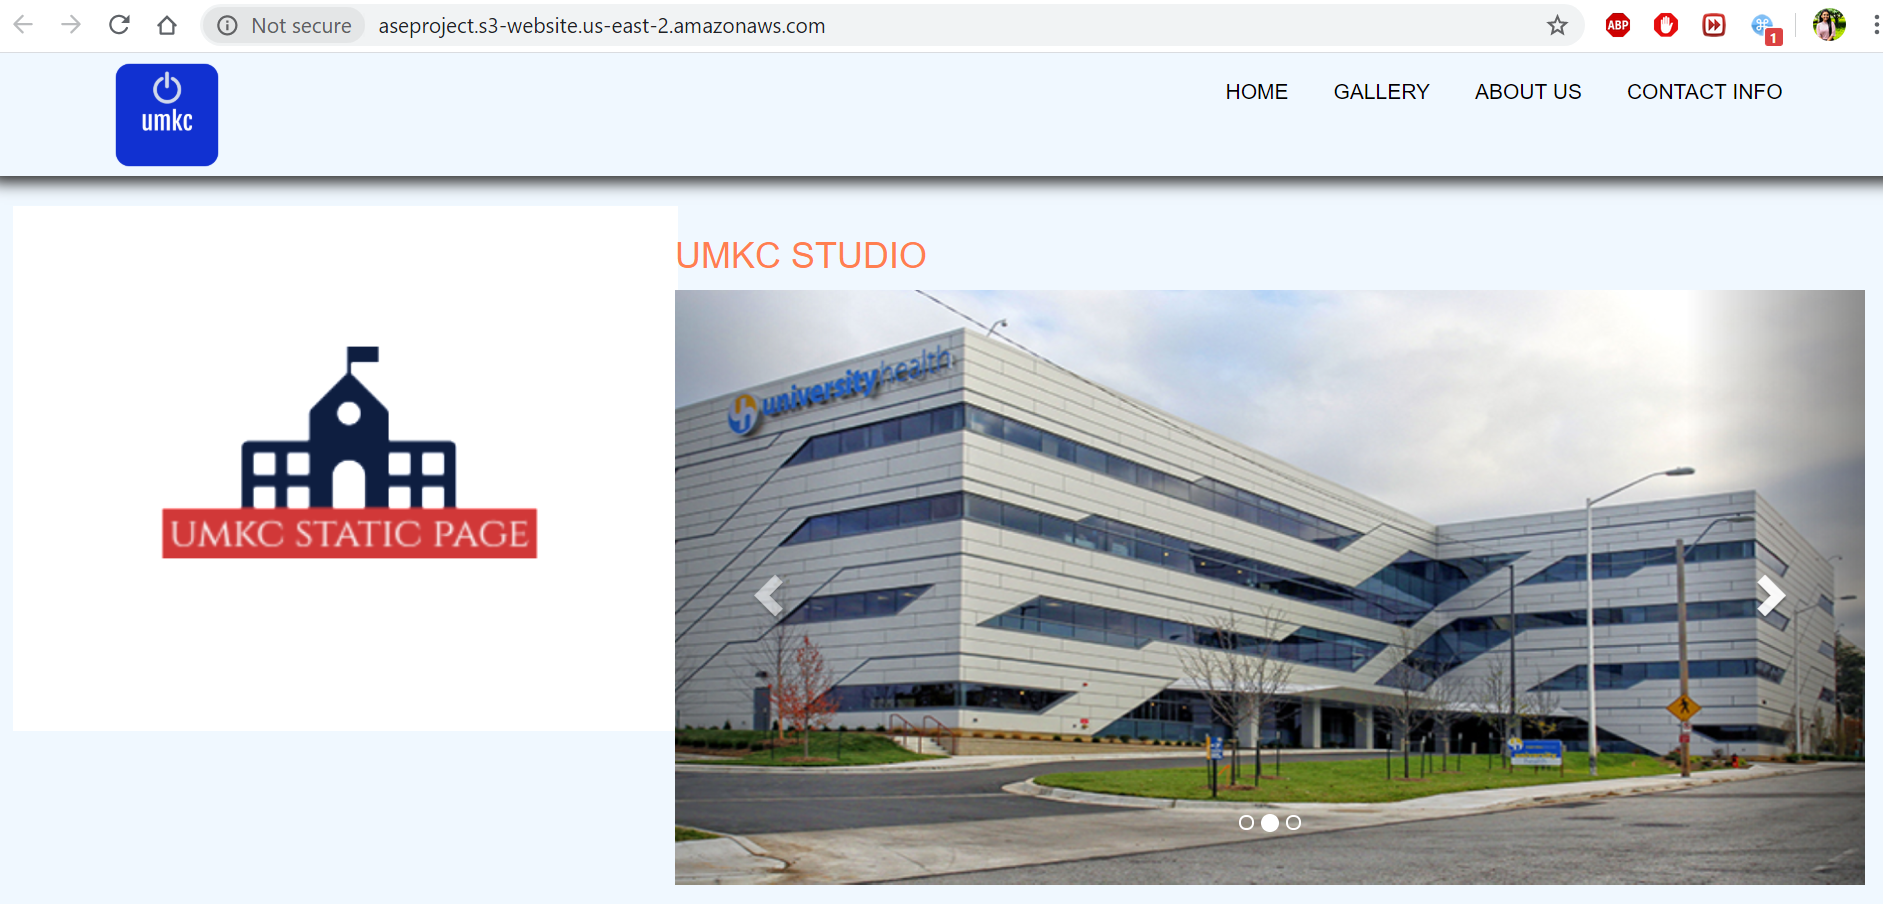 Not secure
aseproject.s3-website.us-east-2.amazonaws.com
ABP
1
umkc
HOME
GALLERY
ABOUT US
CONTACT INFO
UMKC STUDIO
UMKC STATIC PAGE
universityhealth